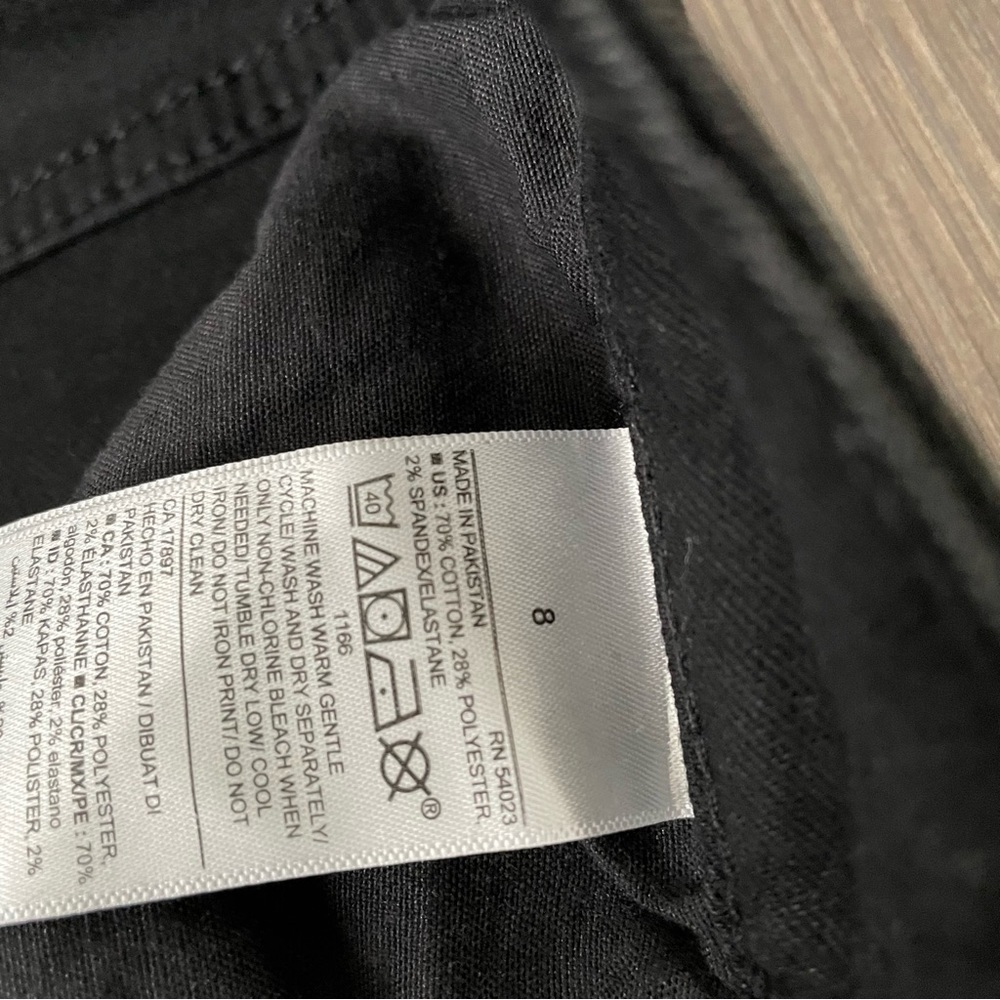 8
RN 54023
MADE IN PAKISTAN
US : 70% COTTON, 28% POLYESTER,
2% SPANDEX/ELASTANE
40
®
1166
MACHINE WASH WARM GENTLE
CYCLE/ WASH AND DRY SEPARATELY/
ONLY NON-CHLORINE BLEACH WHEN
NEEDED/ TUMBLE DRY LOW/ COOL
IRON/ DO NOT IRON PRINT/ DO NOT
DRY CLEAN
CA 17897
HECHO EN PAKISTAN / DIBUAT DI
PAKISTAN
CA : 70% COTON, 28% POLYESTER,
2% ÉLASTHANNE ■ CL/CR/MX/PE : 70%
algodón, 28% poliéster, 2% elastano
ID : 70% KAPAS, 28% POLISTER, 2%
ELASTANE